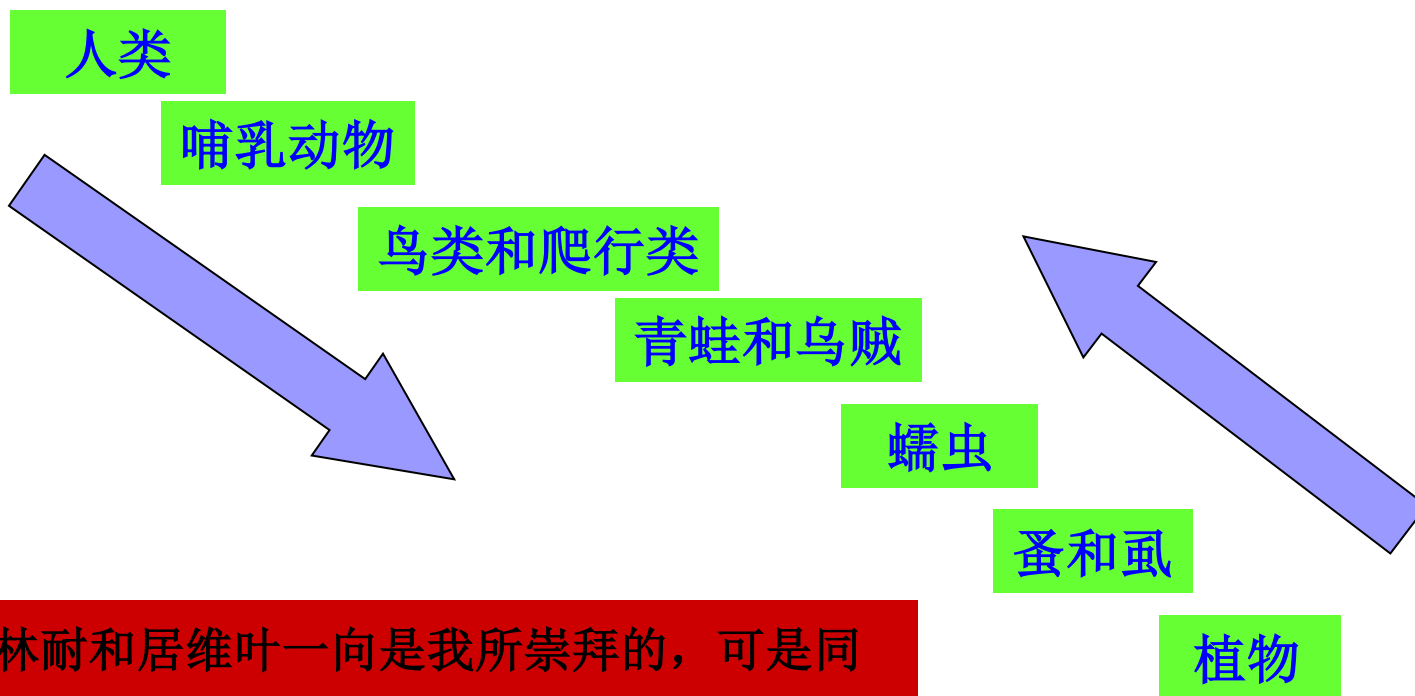 人类
哺乳动物
鸟类和爬行类
青蛙和乌贼
蠕虫
蚤和虱
林耐和居维叶一向是我所崇拜的，可是同
植物